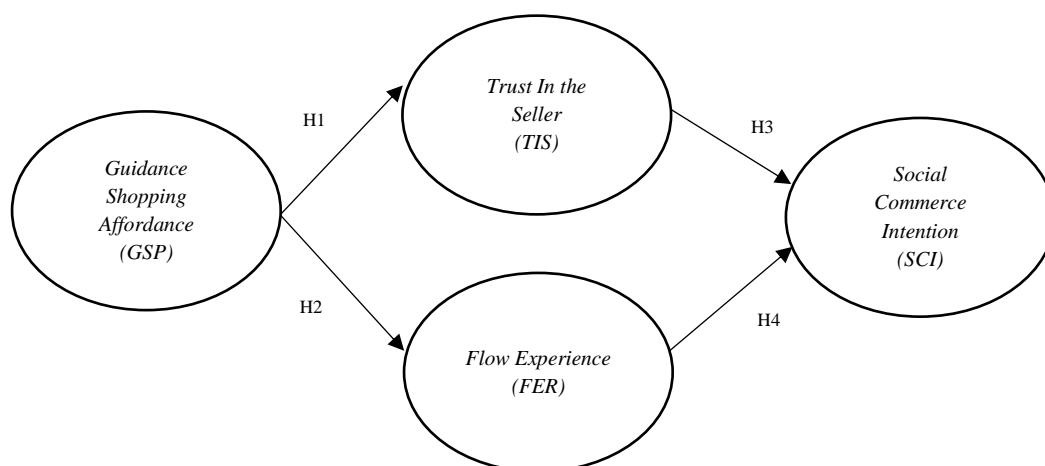 Guidance
Shopping
Affordance
(GSP)
H1
H2
Trust In the
Seller
(TIS)
Flow Experience
(FER)
H3
H4
Social
Commerce
Intention
(SCI)